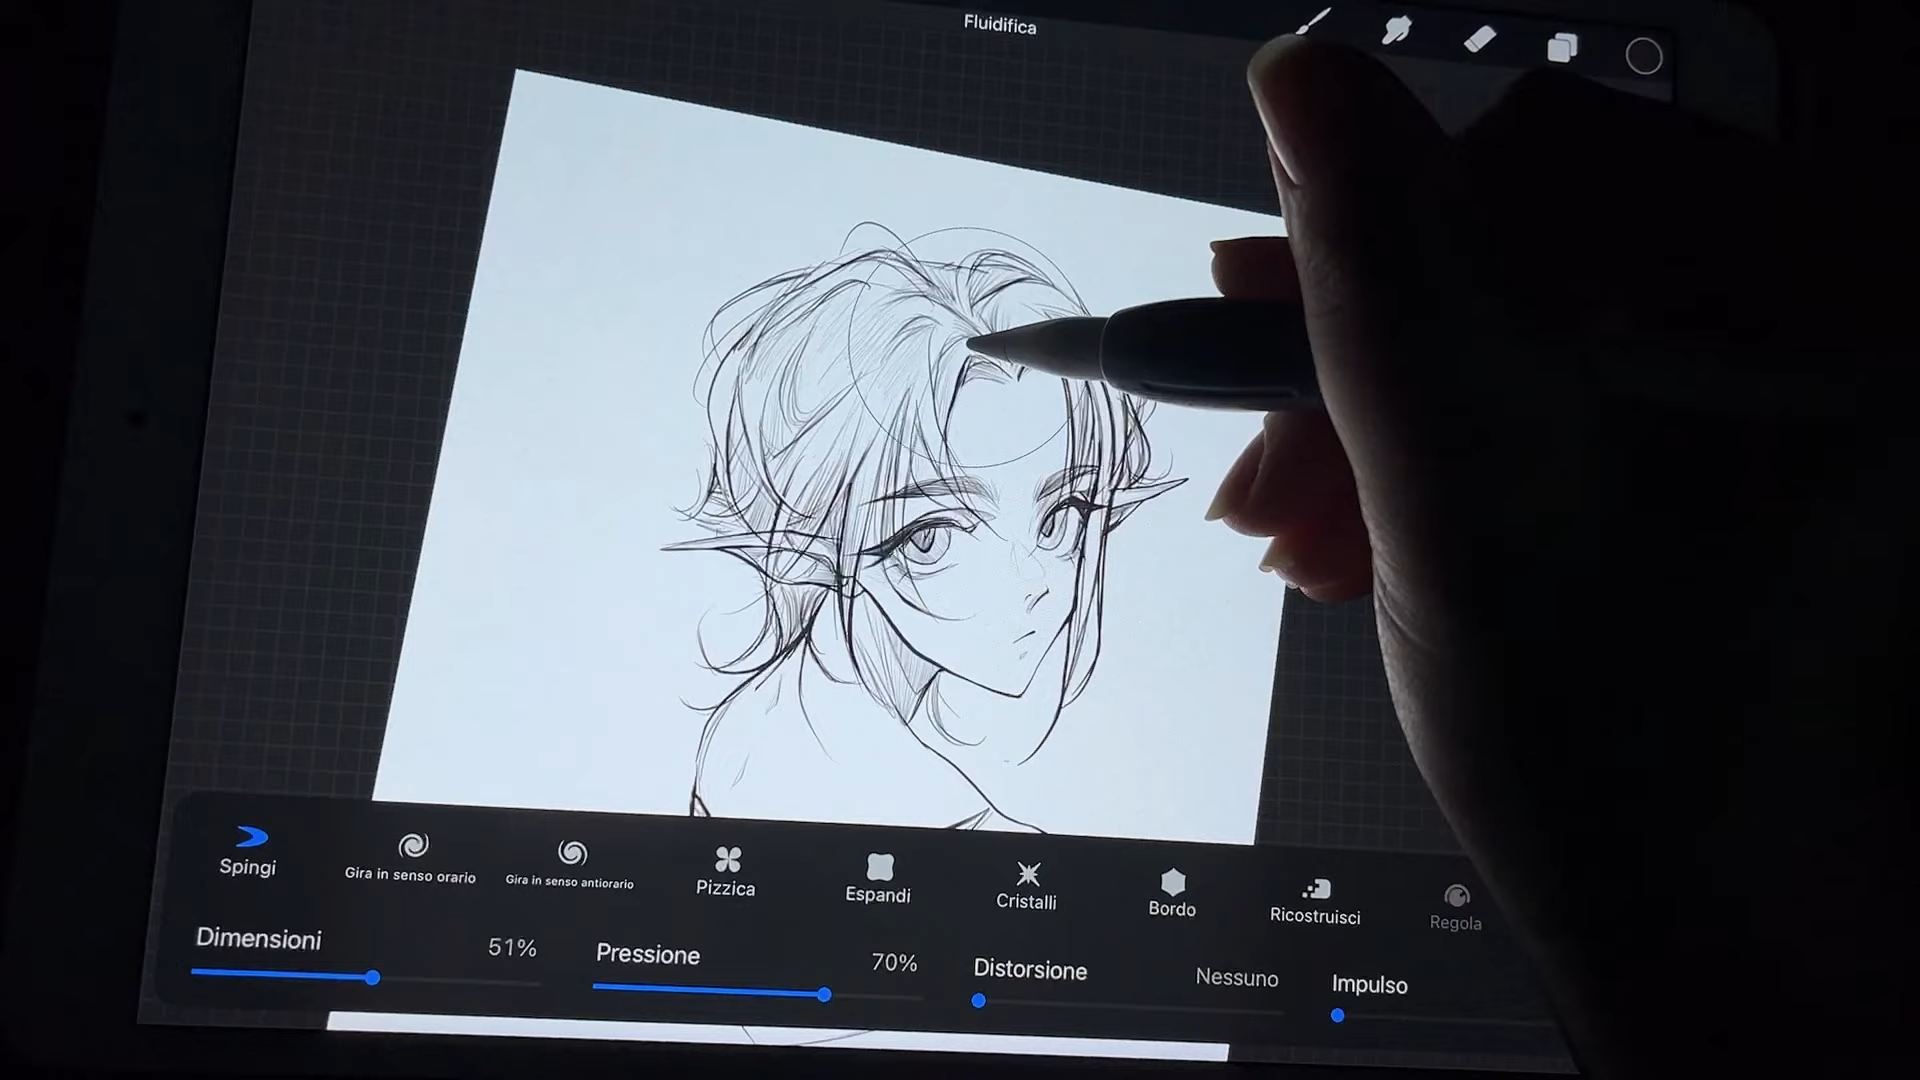 Fluidifica
Spingi
Gira in senso orario
Gira in senso antiorario
Pizzica
Espandi
Cristalli
Bordo
Ricostruisci
Regola
Dimensioni 51%
Pressione 70%
Distorsione Nessuno
Impulso